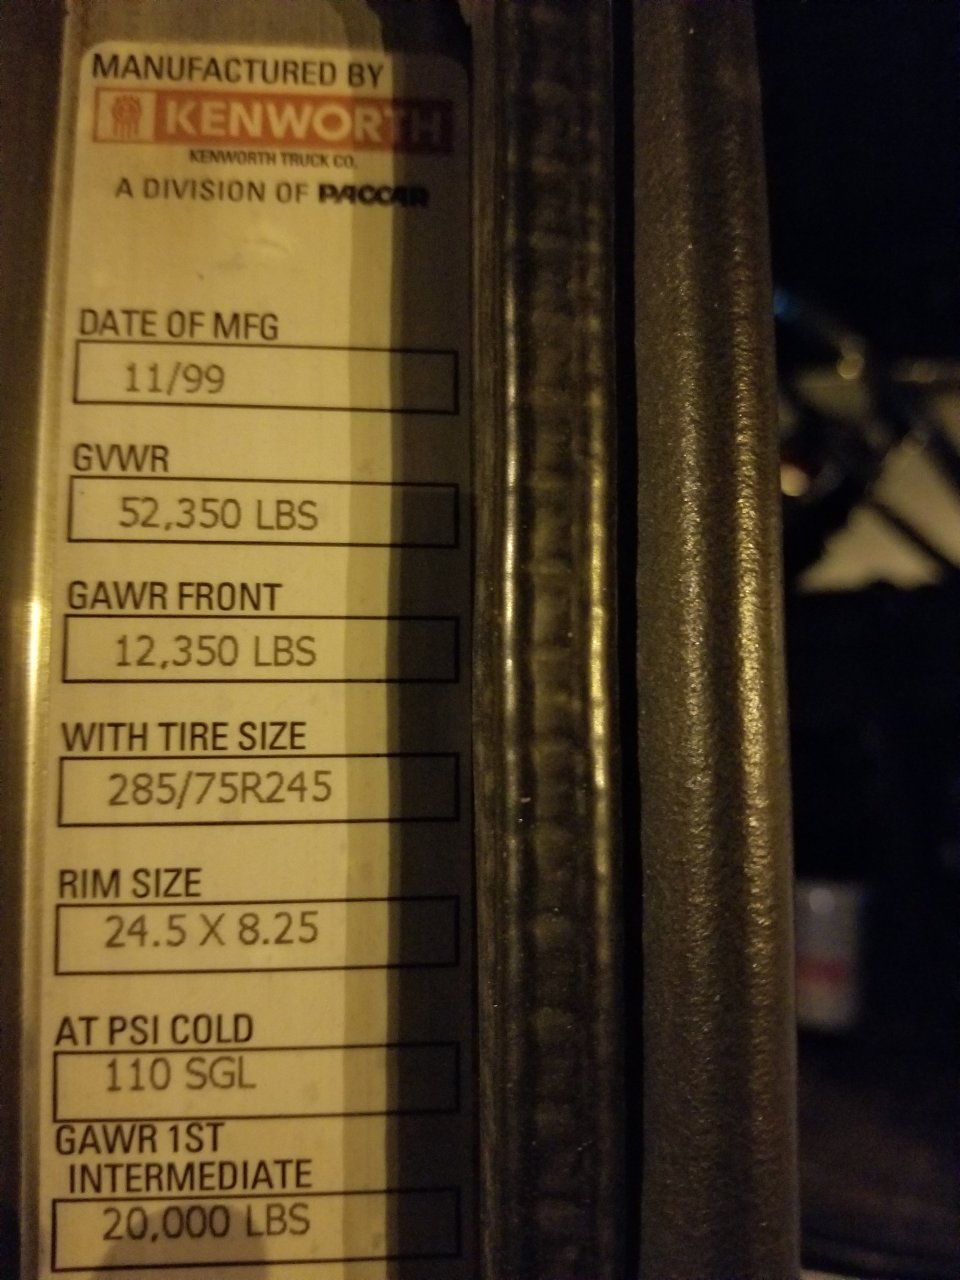 MANUFACTURED BY
KENWORTH
KENWORTH TRUCK CO.
A DIVISION OF PACCAR
DATE OF MFG
11/99
GVWR
52,350 LBS
GAWR FRONT
12,350 LBS
WITH TIRE SIZE
285/75R245
RIM SIZE
24.5 X 8.25
AT PSI COLD
110 SGL
GAWR 1ST
INTERMEDIATE
20,000 LBS